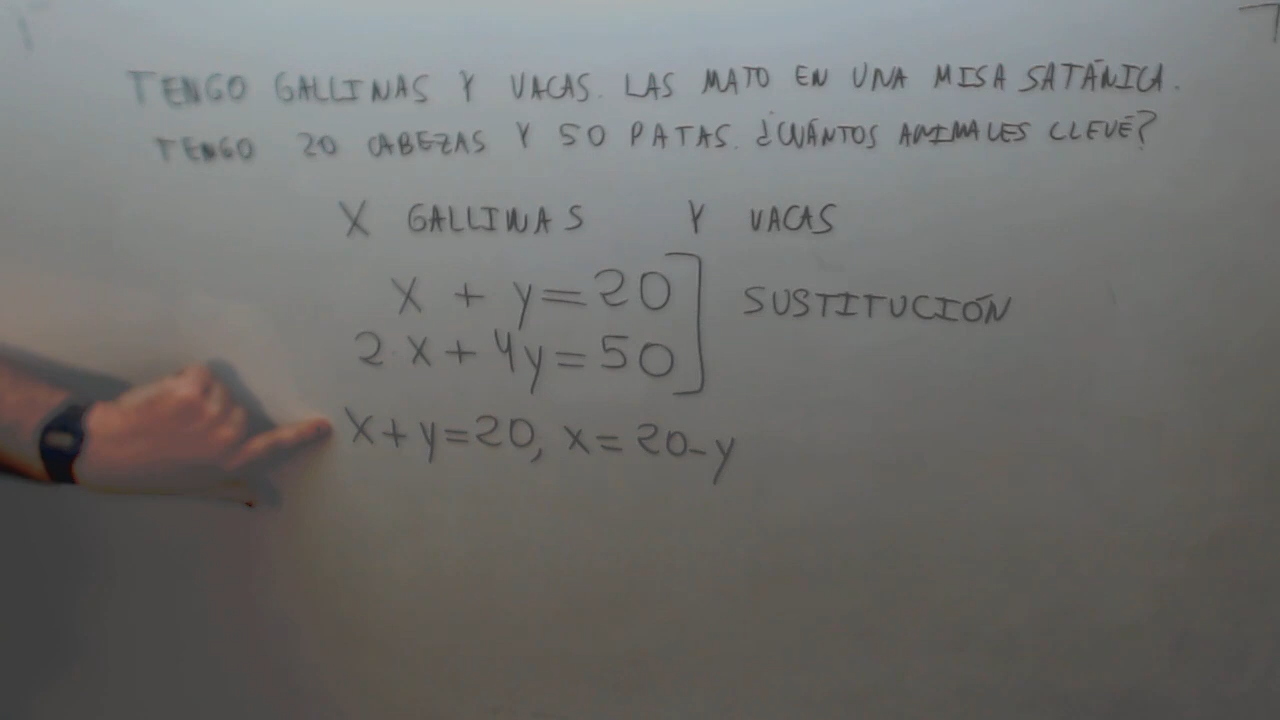 TENGO GALLINAS Y VACAS. LAS MATO EN UNA MISA SATÁNICA.
TENGO 20 CABEZAS Y 50 PATAS. ¿CUÁNTOS ANIMALES CLEVÉ?
X GALLINAS Y VACAS
x + y = 20
SUSTITUCIÓN
2·x + 4y = 50
x + y = 20, x = 20 - y